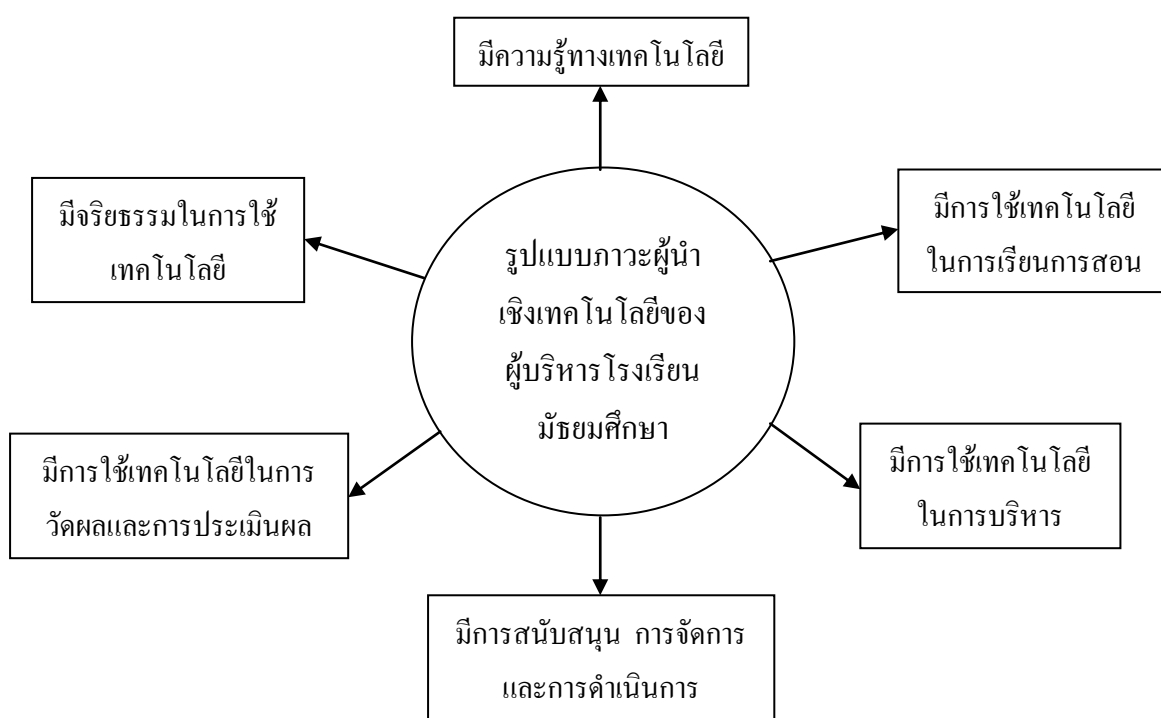 มีความรู้ทางเทคโนโลยี
มีจริยธรรมในการใช้
เทคโนโลยี
มีการใช้เทคโนโลยี
ในการเรียนการสอน
รูปแบบภาวะผู้นำ
เชิงเทคโนโลยีของ
ผู้บริหารโรงเรียน
มัธยมศึกษา
มีการใช้เทคโนโลยีในการ
วัดผลและการประเมินผล
มีการใช้เทคโนโลยี
ในการบริหาร
มีการสนับสนุน การจัดการ
และการดำเนินการ